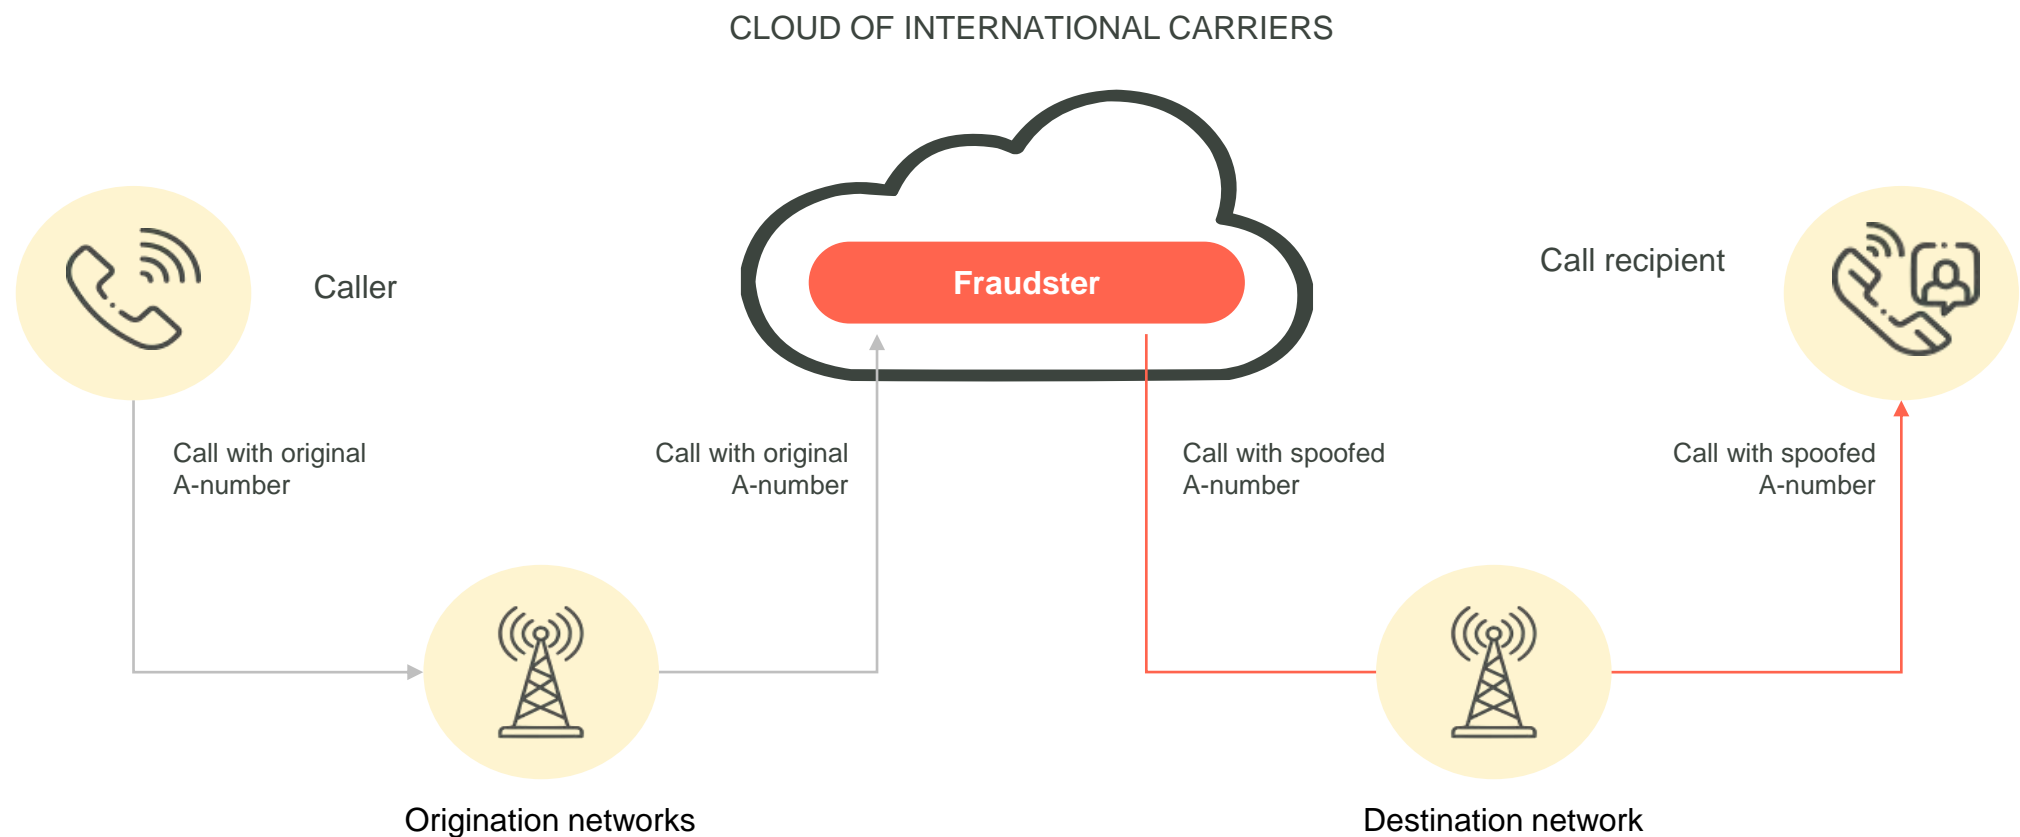 CLOUD OF INTERNATIONAL CARRIERS
Caller
Fraudster
Call recipient
Call with original
A-number
Call with original
A-number
Call with spoofed
A-number
Call with spoofed
A-number
Origination networks
Destination network